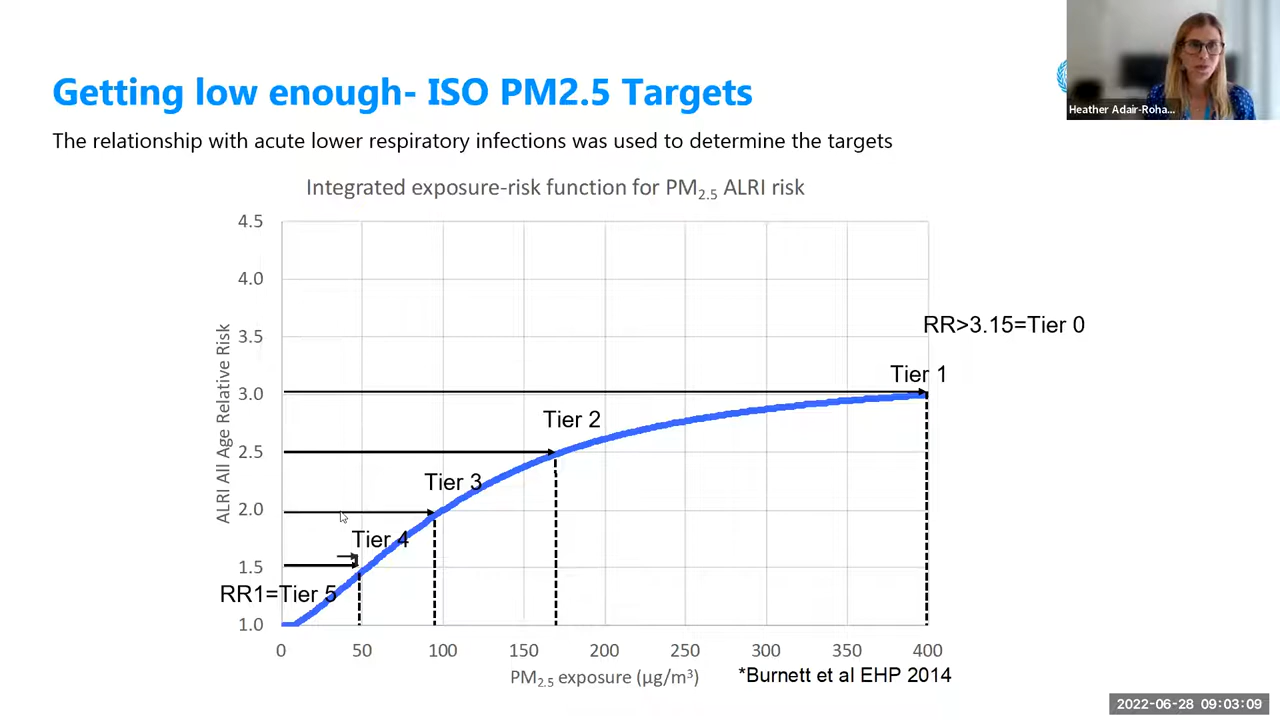 Heather Adair-Roha...
Getting low enough- ISO PM2.5 Targets
The relationship with acute lower respiratory infections was used to determine the targets
Integrated exposure-risk function for PM2.5 ALRI risk
4.5
4.0
3.5
3.0
2.5
2.0
1.5
1.0
ALRI All Age Relative Risk
RR>3.15=Tier 0
Tier 1
Tier 2
Tier 3
Tier 4
RR1=Tier 5
0 50 100 150 200 250 300 350 400
PM2.5 exposure (µg/m³)
*Burnett et al EHP 2014
2022-06-28 09:03:09